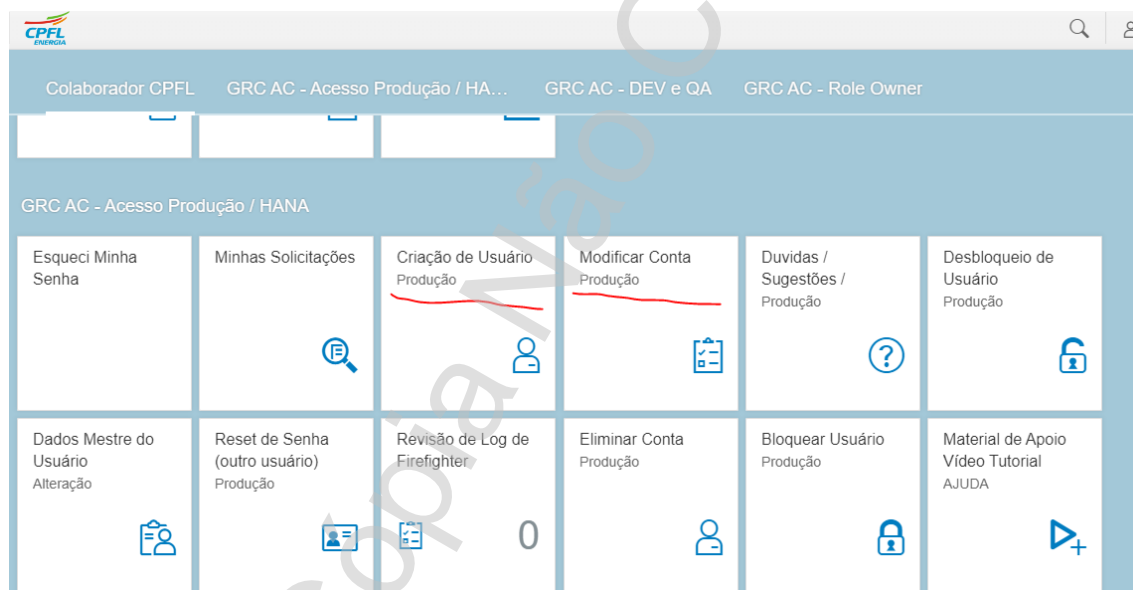 CPFL
ENERGIA
Colaborador CPFL
GRC AC - Acesso Produção / HA...
GRC AC - DEV e QA
GRC AC - Role Owner
GRC AC - Acesso Produção / HANA
Esqueci Minha
Senha
Minhas Solicitações
Criação de Usuário
Produção
Modificar Conta
Produção
Duvidas /
Sugestões /
Produção
Desbloqueio de
Usuário
Produção
Dados Mestre do
Usuário
Alteração
Reset de Senha
(outro usuário)
Produção
Revisão de Log de
Firefighter
0
Eliminar Conta
Produção
Bloquear Usuário
Produção
Material de Apoio
Vídeo Tutorial
AJUDA
Copia Não C